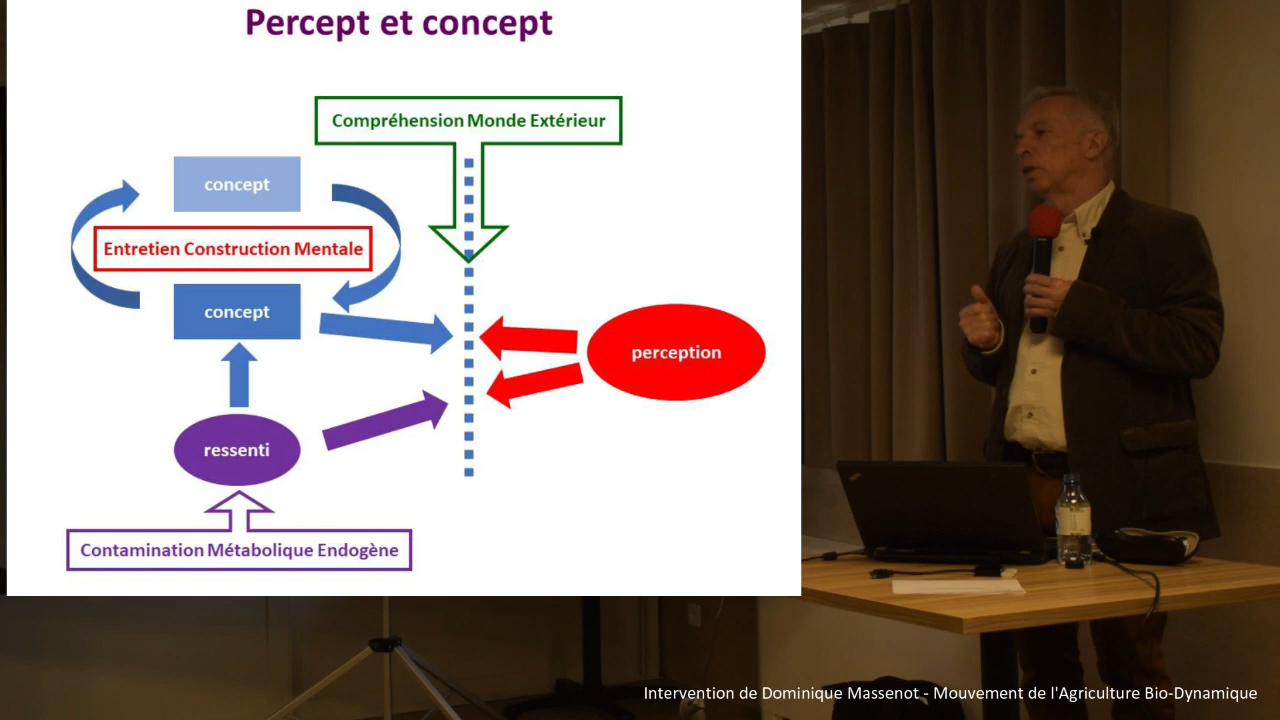 Percept et concept
Compréhension Monde Extérieur
concept
Entretien Construction Mentale
concept
perception
ressenti
Contamination Métabolique Endogène
Intervention de Dominique Massenot - Mouvement de l'Agriculture Bio-Dynamique